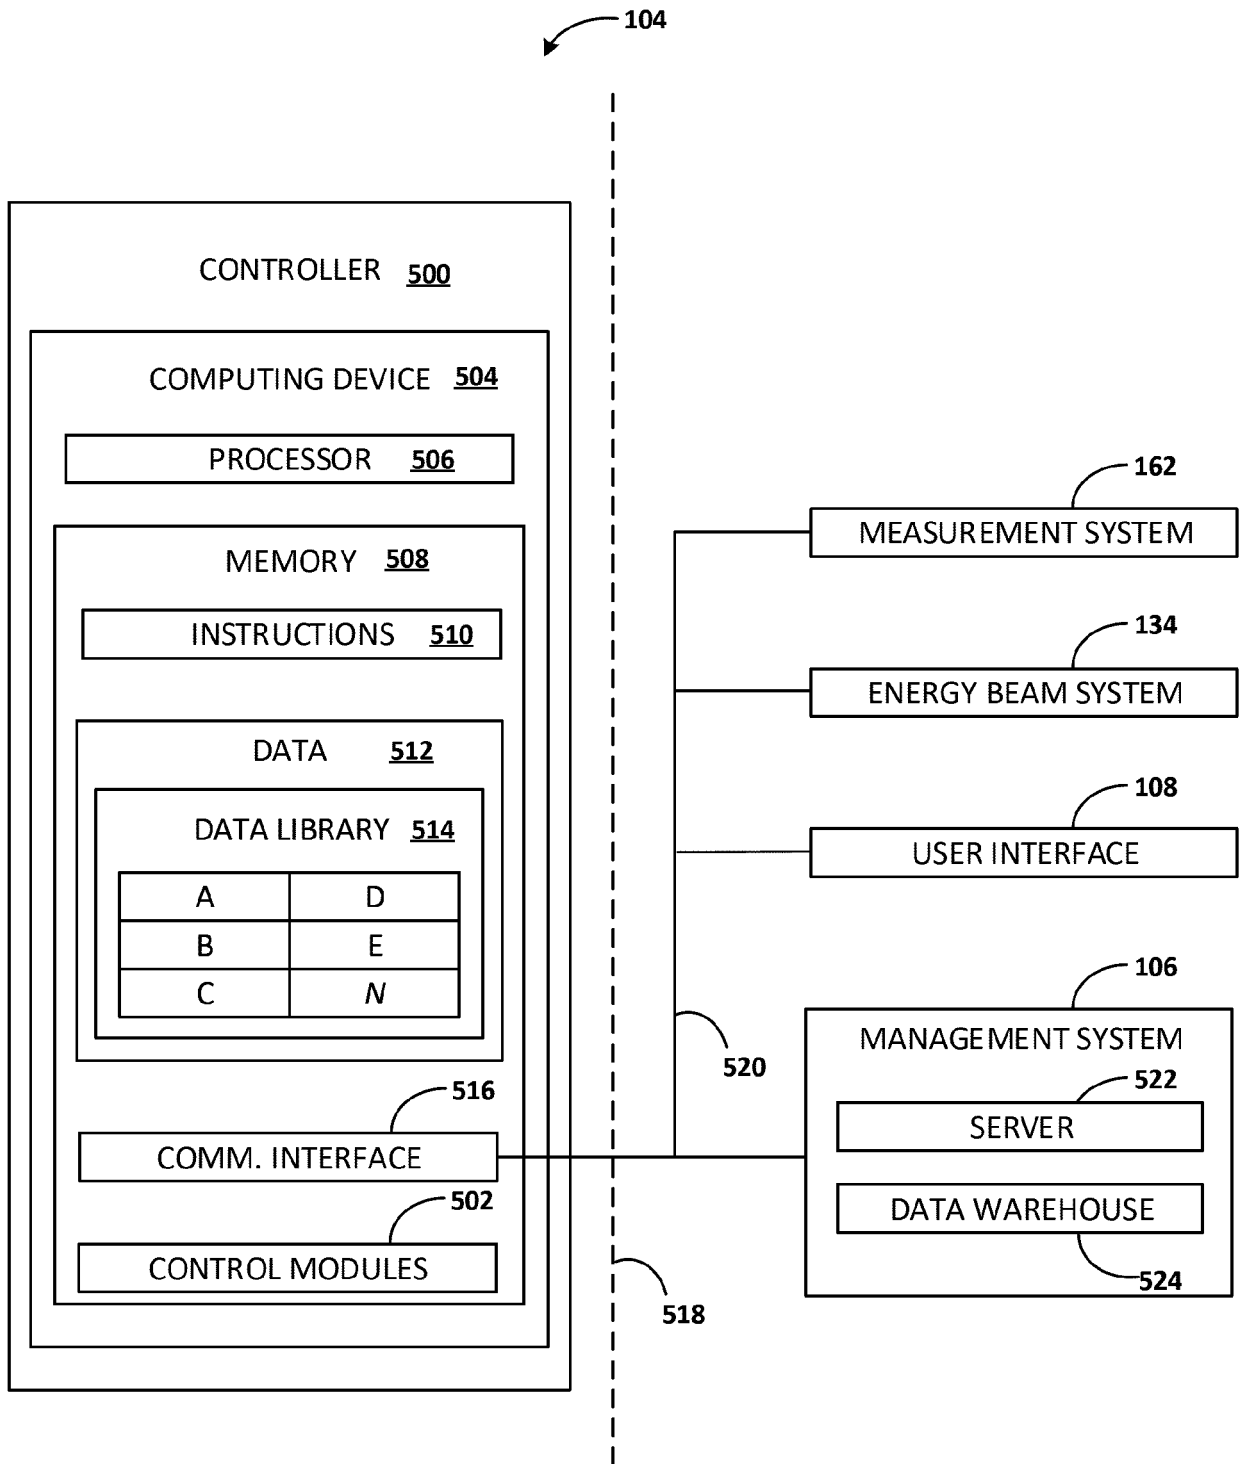 104
CONTROLLER 500
COMPUTING DEVICE 504
PROCESSOR 506
MEMORY 508
INSTRUCTIONS 510
DATA 512
DATA LIBRARY 514
A D
B E
C N
516
COMM. INTERFACE
502
CONTROL MODULES
518
520
162
MEASUREMENT SYSTEM
134
ENERGY BEAM SYSTEM
108
USER INTERFACE
106
MANAGEMENT SYSTEM
522
SERVER
DATA WAREHOUSE
524